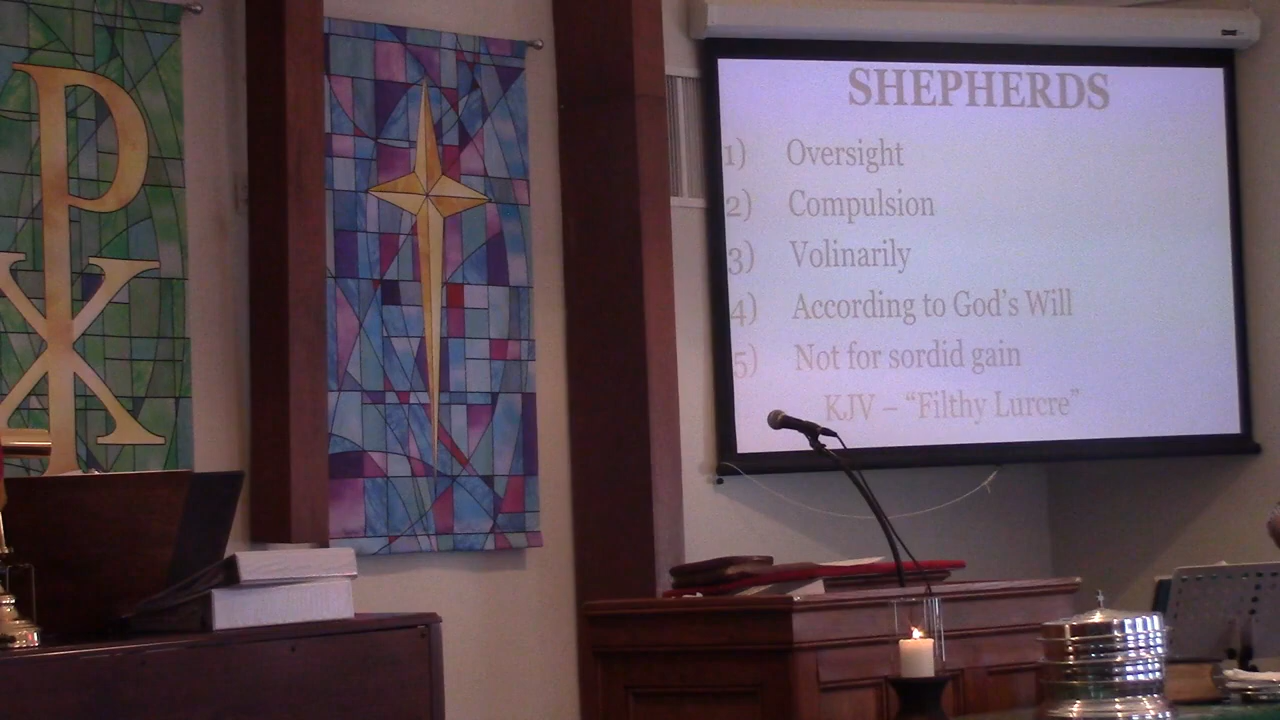 SHEPHERDS
1) Oversight
2) Compulsion
3) Volinarily
4) According to God's Will
5) Not for sordid gain
KJV – “Filthy Lurcre”